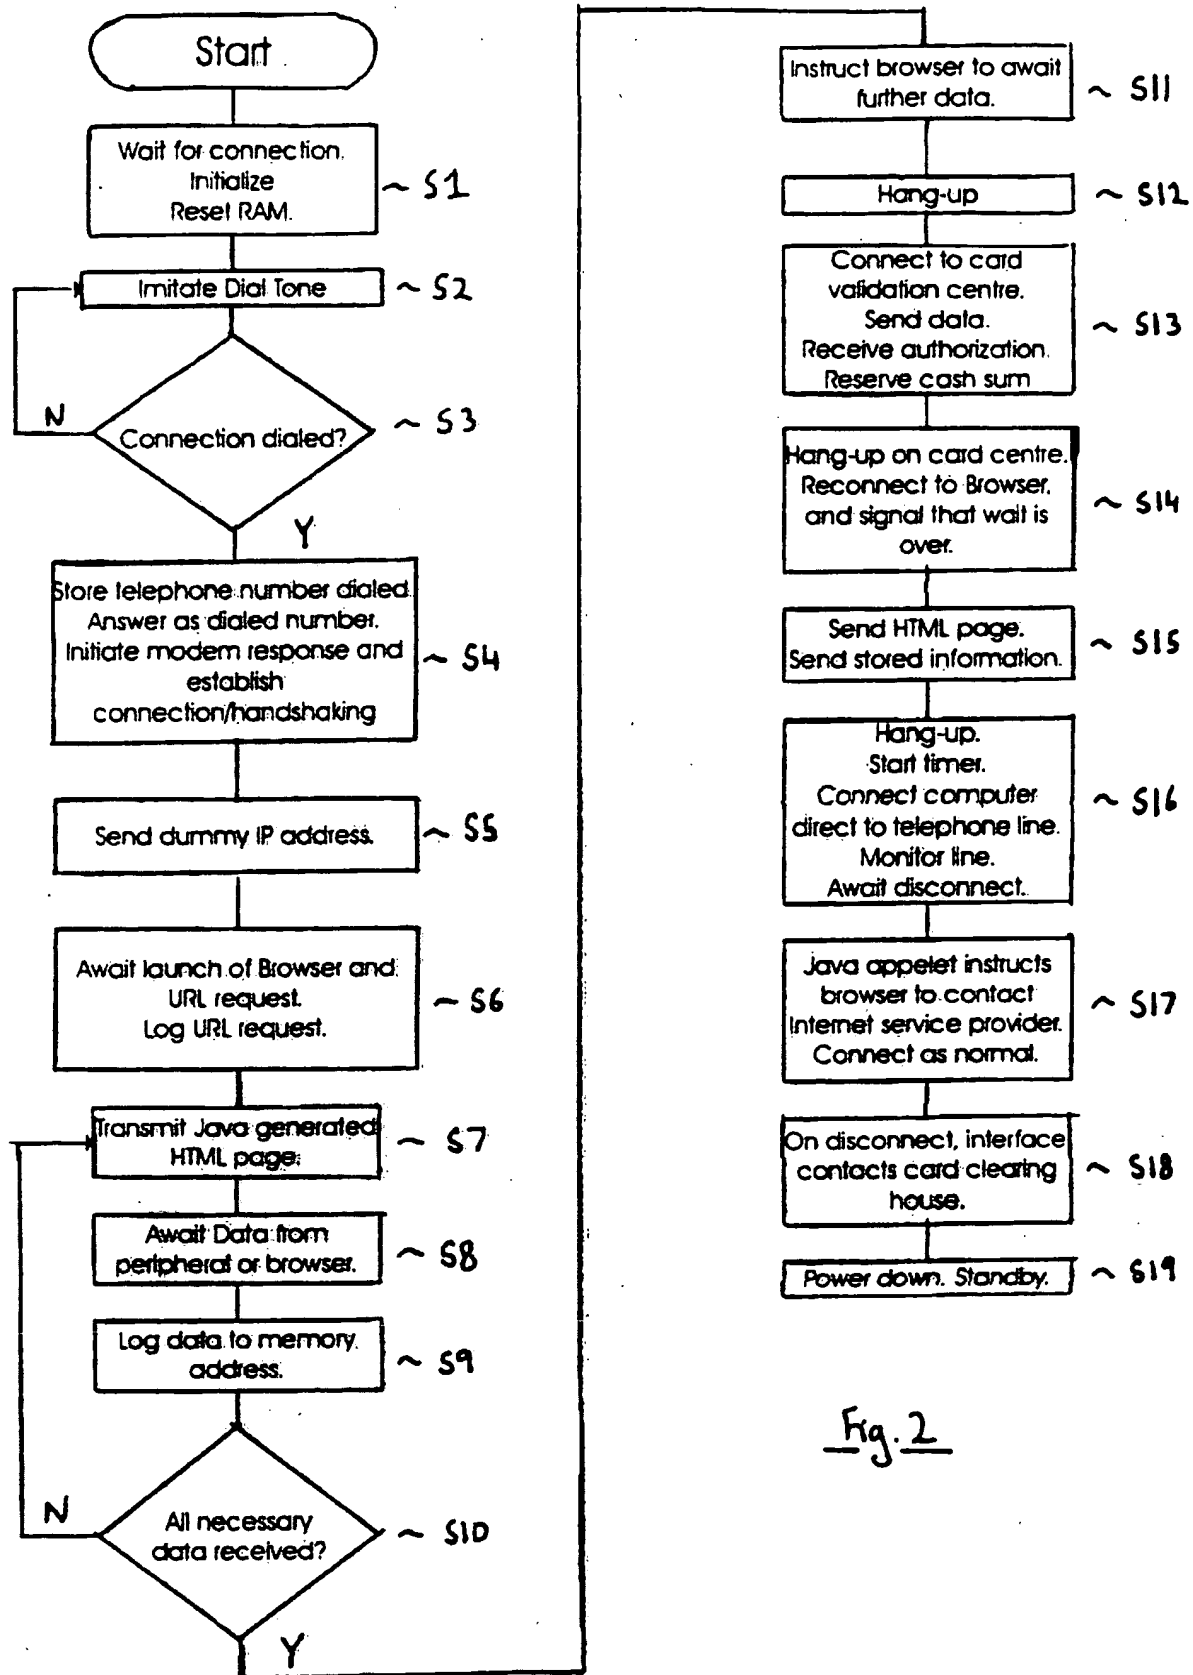 Start
Wait for connection.
Initialize
Reset RAM.
~ S1
Imitate Dial Tone
~ S2
Connection dialed?
~ S3
N
Y
Store telephone number dialed
Answer as dialed number.
Initiate modem response and
establish
connection/handshaking
~ S4
Send dummy IP address.
~ S5
Await launch of Browser and
URL request.
Log URL request.
~ S6
Transmit Java generated
HTML page.
~ S7
Await Data from
peripheral or browser.
~ S8
Log data to memory
address.
~ S9
All necessary
data received?
~ S10
N
Y
Instruct browser to await
further data.
~ S11
Hang-up
~ S12
Connect to card
validation centre.
Send data.
Receive authorization.
Reserve cash sum
~ S13
Hang-up on card centre.
Reconnect to Browser,
and signal that wait is
over.
~ S14
Send HTML page.
Send stored information.
~ S15
Hang-up.
Start timer.
Connect computer
direct to telephone line.
Monitor line.
Await disconnect.
~ S16
Java appelet instructs
browser to contact
Internet service provider.
Connect as normal.
~ S17
On disconnect, interface
contacts card clearing
house.
~ S18
Power down. Standby.
~ S19
Fig. 2